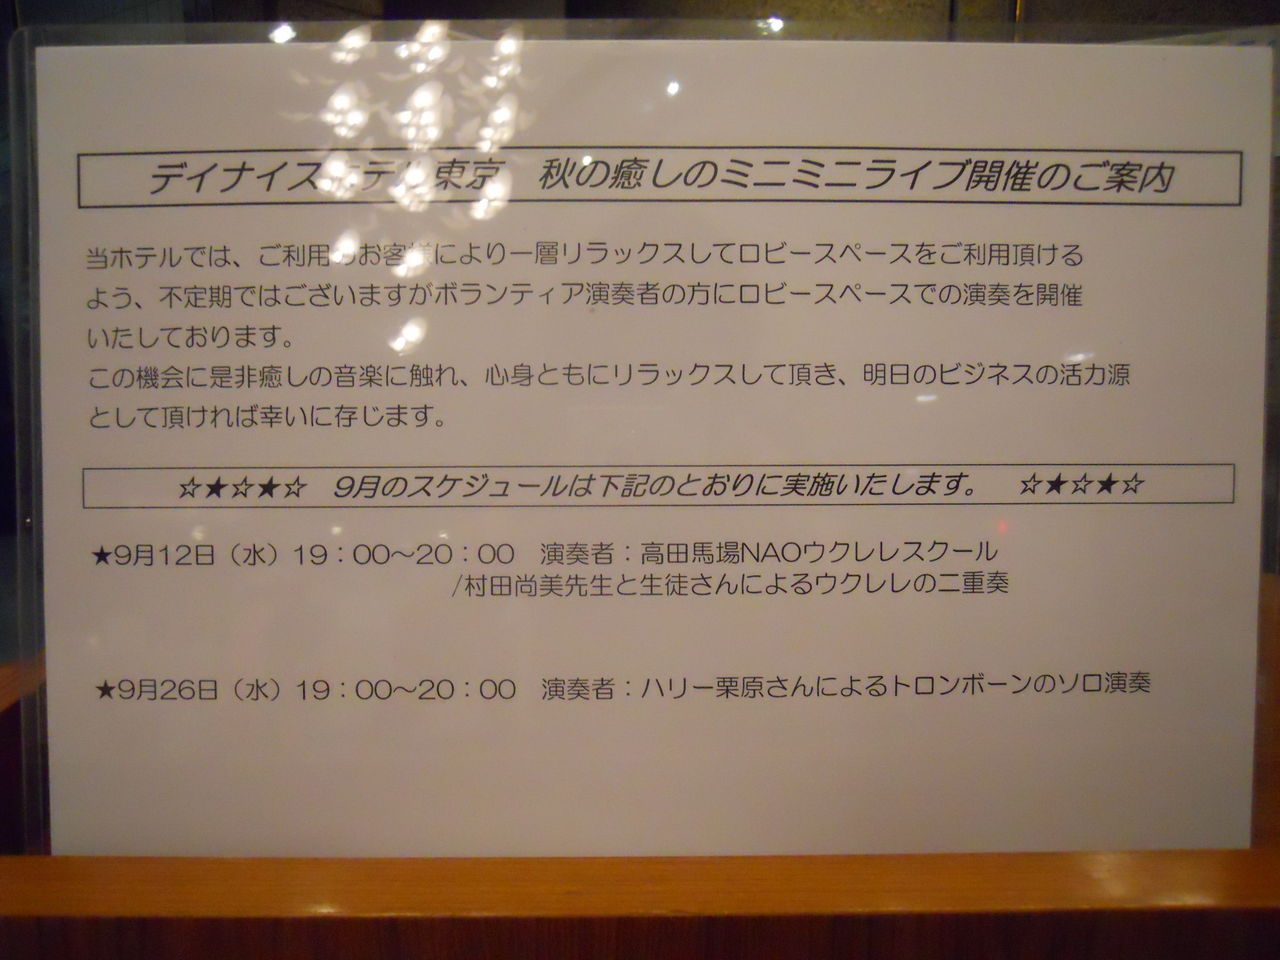 デイナイスホテル東京　秋の癒しのミニミニライブ開催のご案内
当ホテルでは、ご利用のお客様により一層リラックスしてロビースペースをご利用頂ける
よう、不定期ではございますがボランティア演奏者の方にロビースペースでの演奏を開催
いたしております。
この機会に是非癒しの音楽に触れ、心身ともにリラックスして頂き、明日のビジネスの活力源
として頂ければ幸いに存じます。
☆★☆★☆　9月のスケジュールは下記のとおりに実施いたします。　☆★☆★☆
★9月12日（水）19：00～20：00　演奏者：高田馬場NAOウクレレスクール
/村田尚美先生と生徒さんによるウクレレの二重奏
★9月26日（水）19：00～20：00　演奏者：ハリー栗原さんによるトロンボーンのソロ演奏